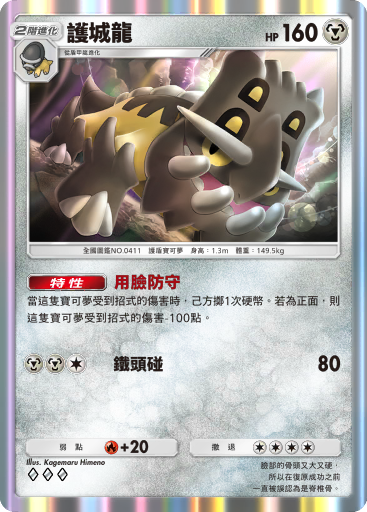 2階進化 護城龍 HP 160
從盾甲龍進化
全國圖鑑NO.0411 護盾寶可夢 身高：1.3m 體重：149.5kg
特性 用臉防守
當這隻寶可夢受到招式的傷害時，己方擲1次硬幣。若為正面，則
這隻寶可夢受到招式的傷害-100點。
鐵頭碰 80
弱點 +20 撤退
Illus. Kagemaru Himeno
臉部的骨頭又大又硬，
所以在復原成功之前
一直被誤認為是脊椎骨。